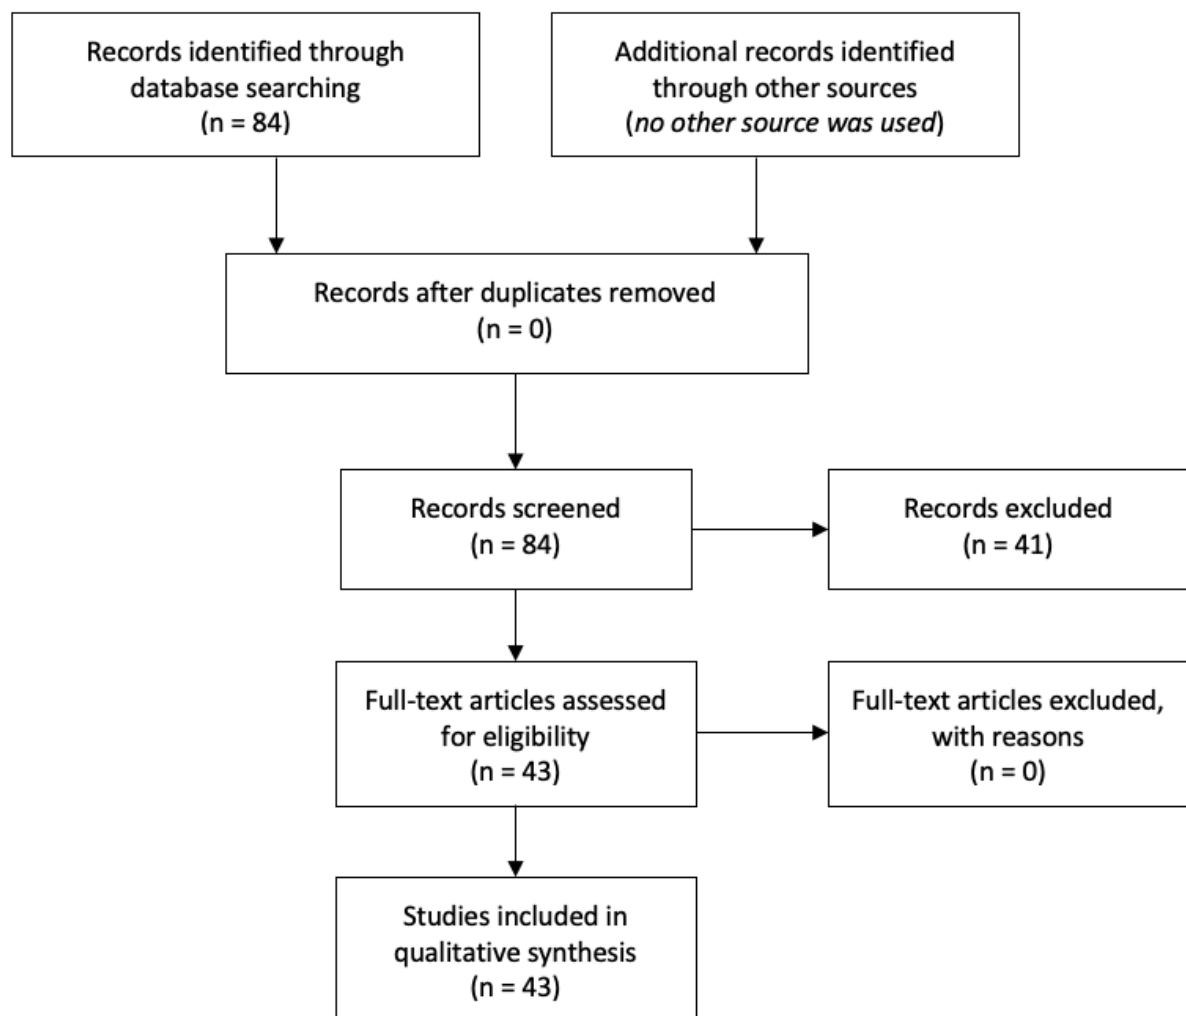 Records identified through
database searching
(n = 84)
Additional records identified
through other sources
(no other source was used)
Records after duplicates removed
(n = 0)
Records screened
(n = 84)
Records excluded
(n = 41)
Full-text articles assessed
for eligibility
(n = 43)
Full-text articles excluded,
with reasons
(n = 0)
Studies included in
qualitative synthesis
(n = 43)